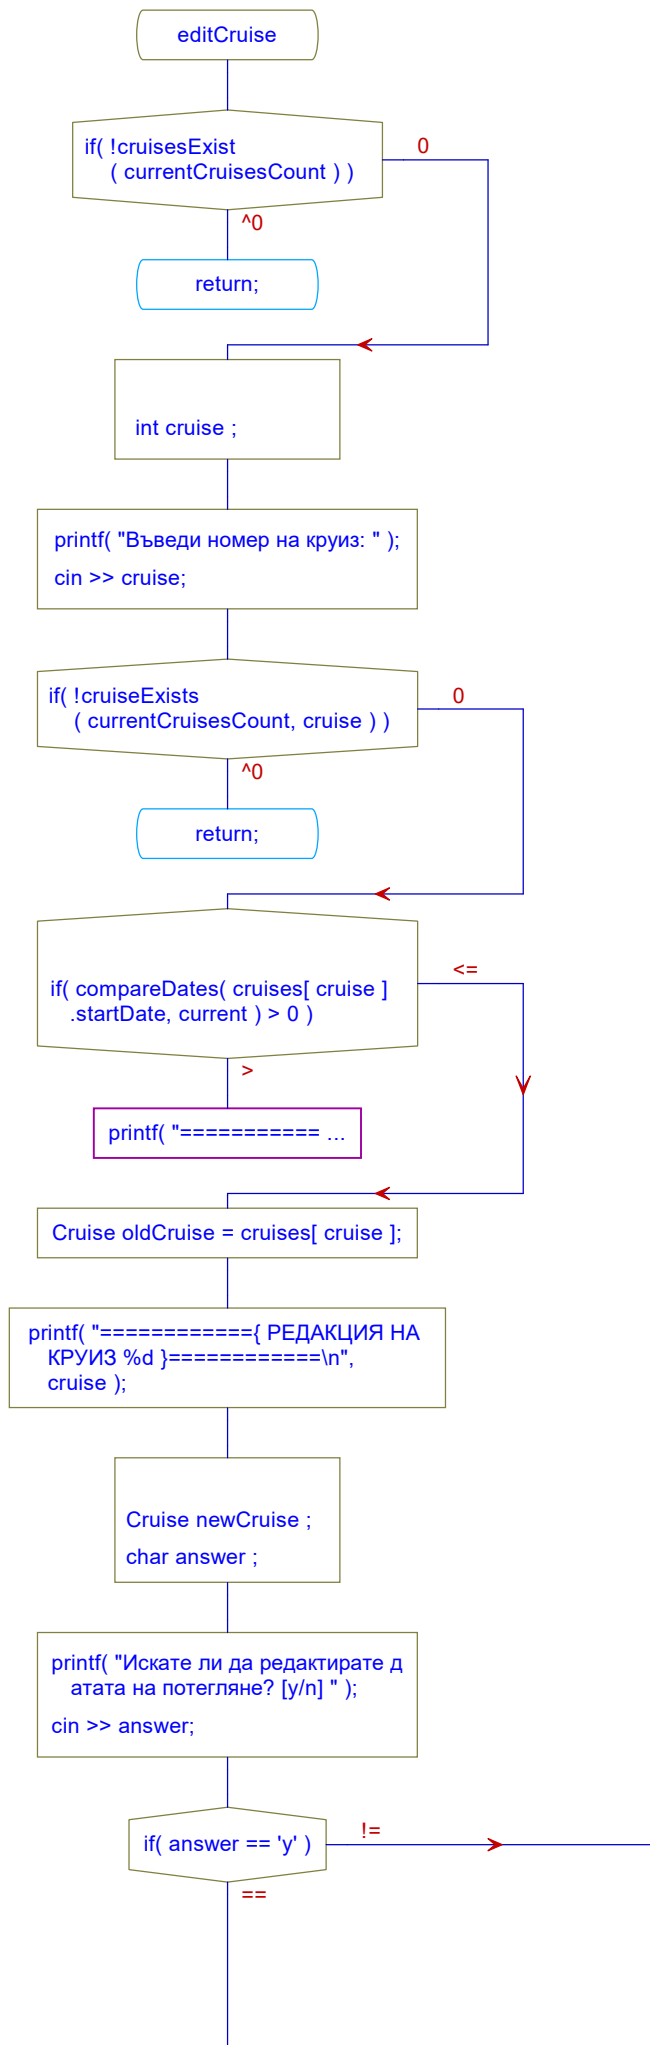 editCruise
if( !cruisesExist
( currentCruisesCount ) )
0
^0
return;
int cruise ;
printf( "Въведи номер на круиз: " );
cin >> cruise;
if( !cruiseExists
( currentCruisesCount, cruise ) )
0
^0
return;
if( compareDates( cruises[ cruise ]
.startDate, current ) > 0 )
<=
>
printf( "=========== ...
Cruise oldCruise = cruises[ cruise ];
printf( "============{ РЕДАКЦИЯ НА
КРУИЗ %d }============\n",
cruise );
Cruise newCruise ;
char answer ;
printf( "Искате ли да редактирате д
атата на потегляне? [y/n] " );
cin >> answer;
if( answer == 'y' )
!=
==